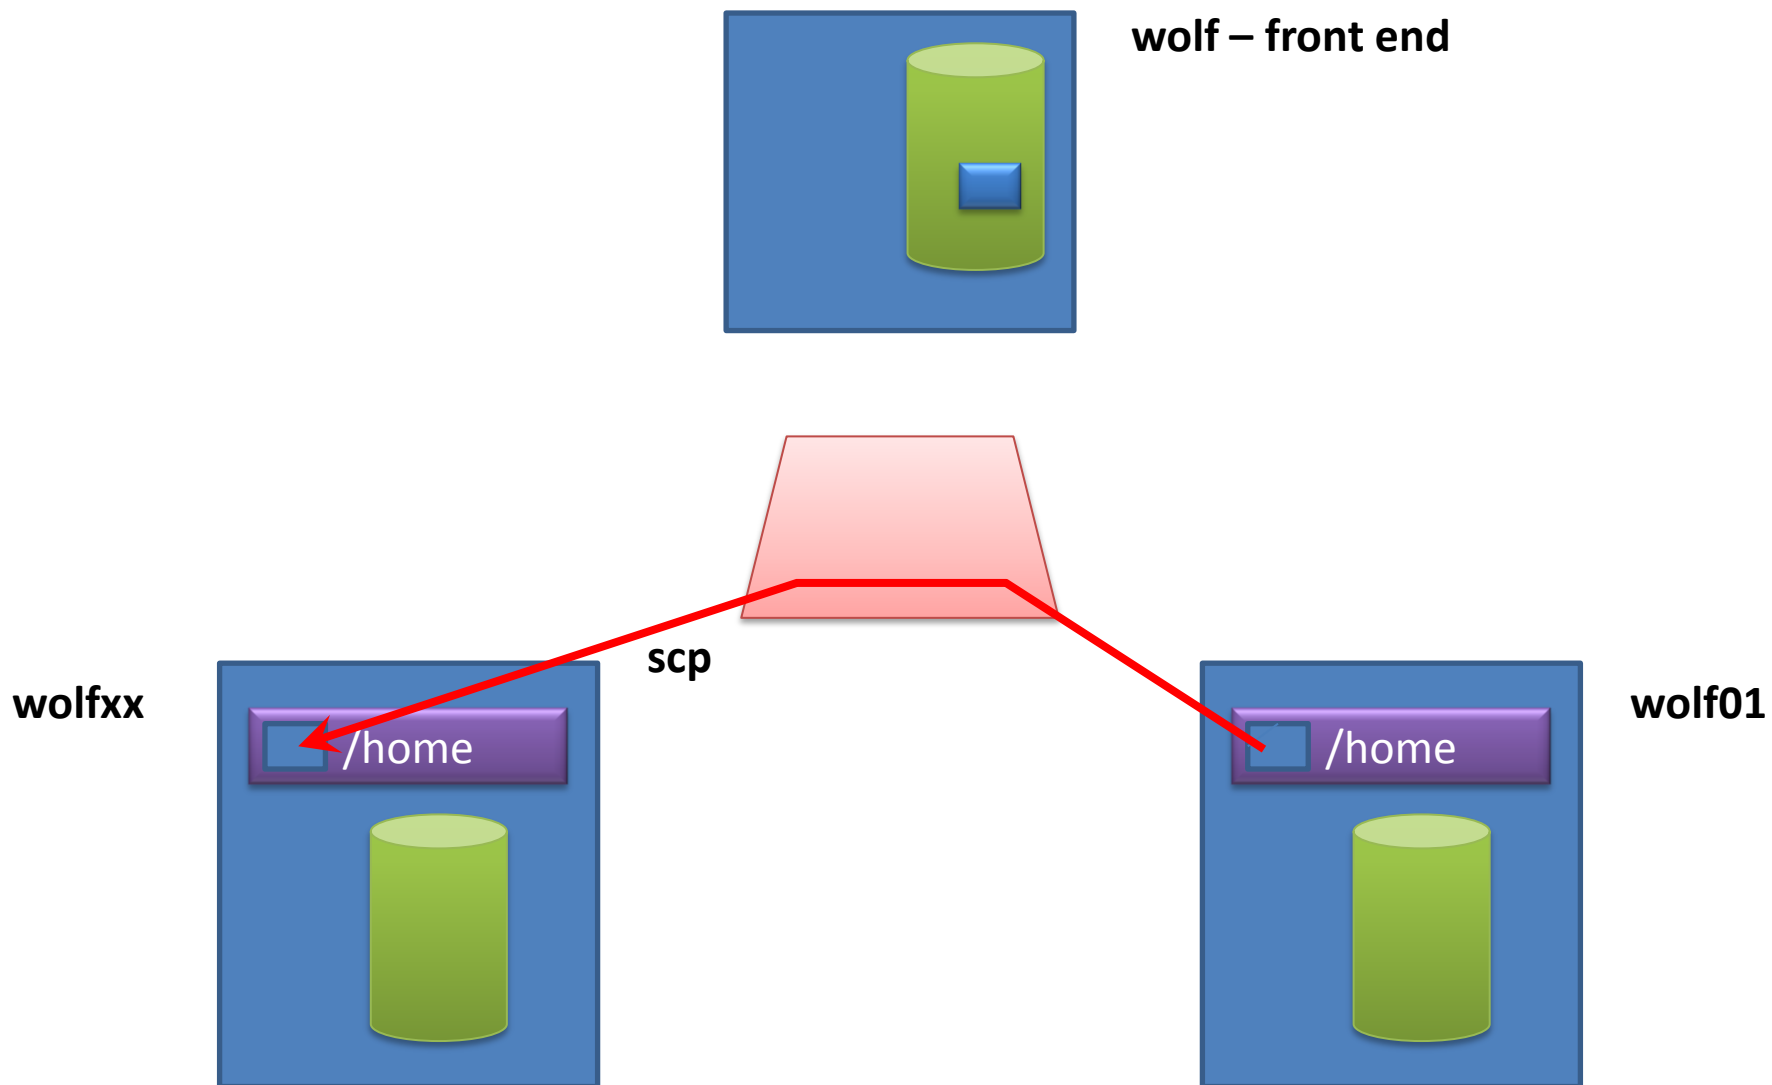 wolf – front end
scp
wolfxx
wolf01
/home
/home